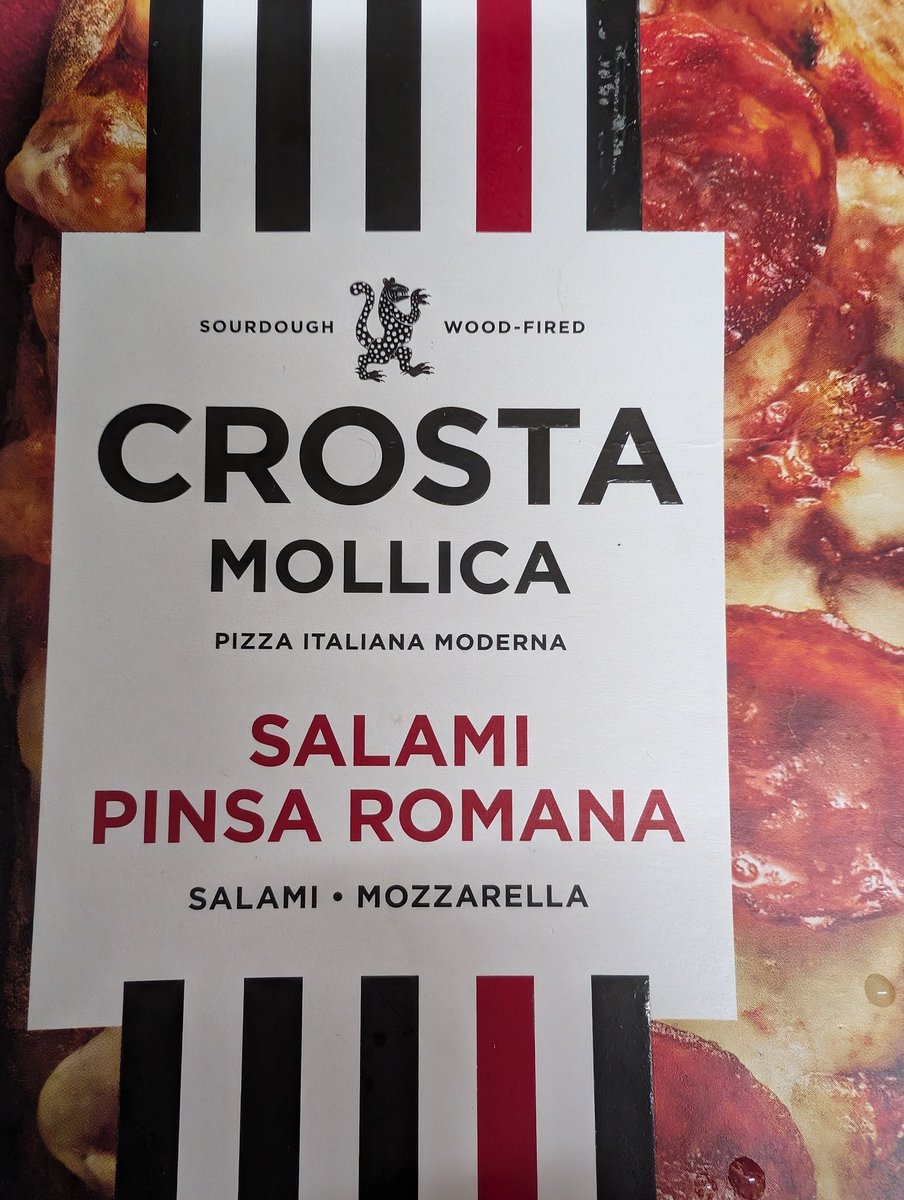 SOURDOUGH WOOD-FIRED
CROSTA
MOLLICA
PIZZA ITALIANA MODERNA
SALAMI
PINSA ROMANA
SALAMI • MOZZARELLA